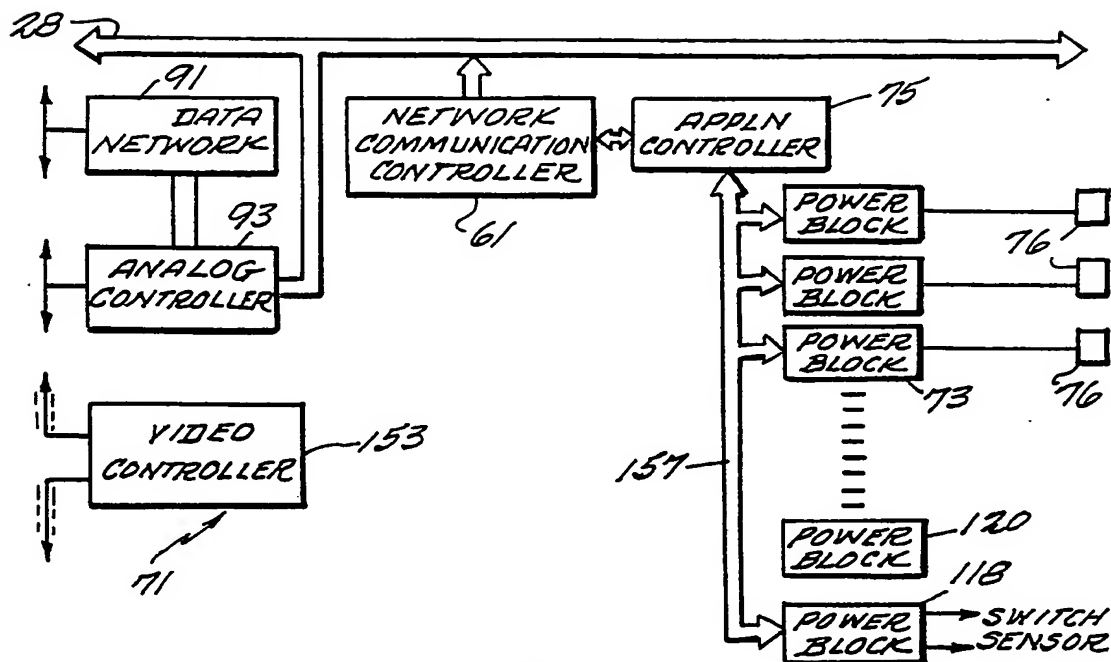 28
91
DATA
NETWORK
93
ANALOG
CONTROLLER
NETWORK
COMMUNICATION
CONTROLLER
61
75
APPLN
CONTROLLER
POWER
BLOCK
76
POWER
BLOCK
76
POWER
BLOCK
73
76
VIDEO
CONTROLLER
153
71
157
POWER
BLOCK
120
POWER
BLOCK
118
SWITCH
SENSOR